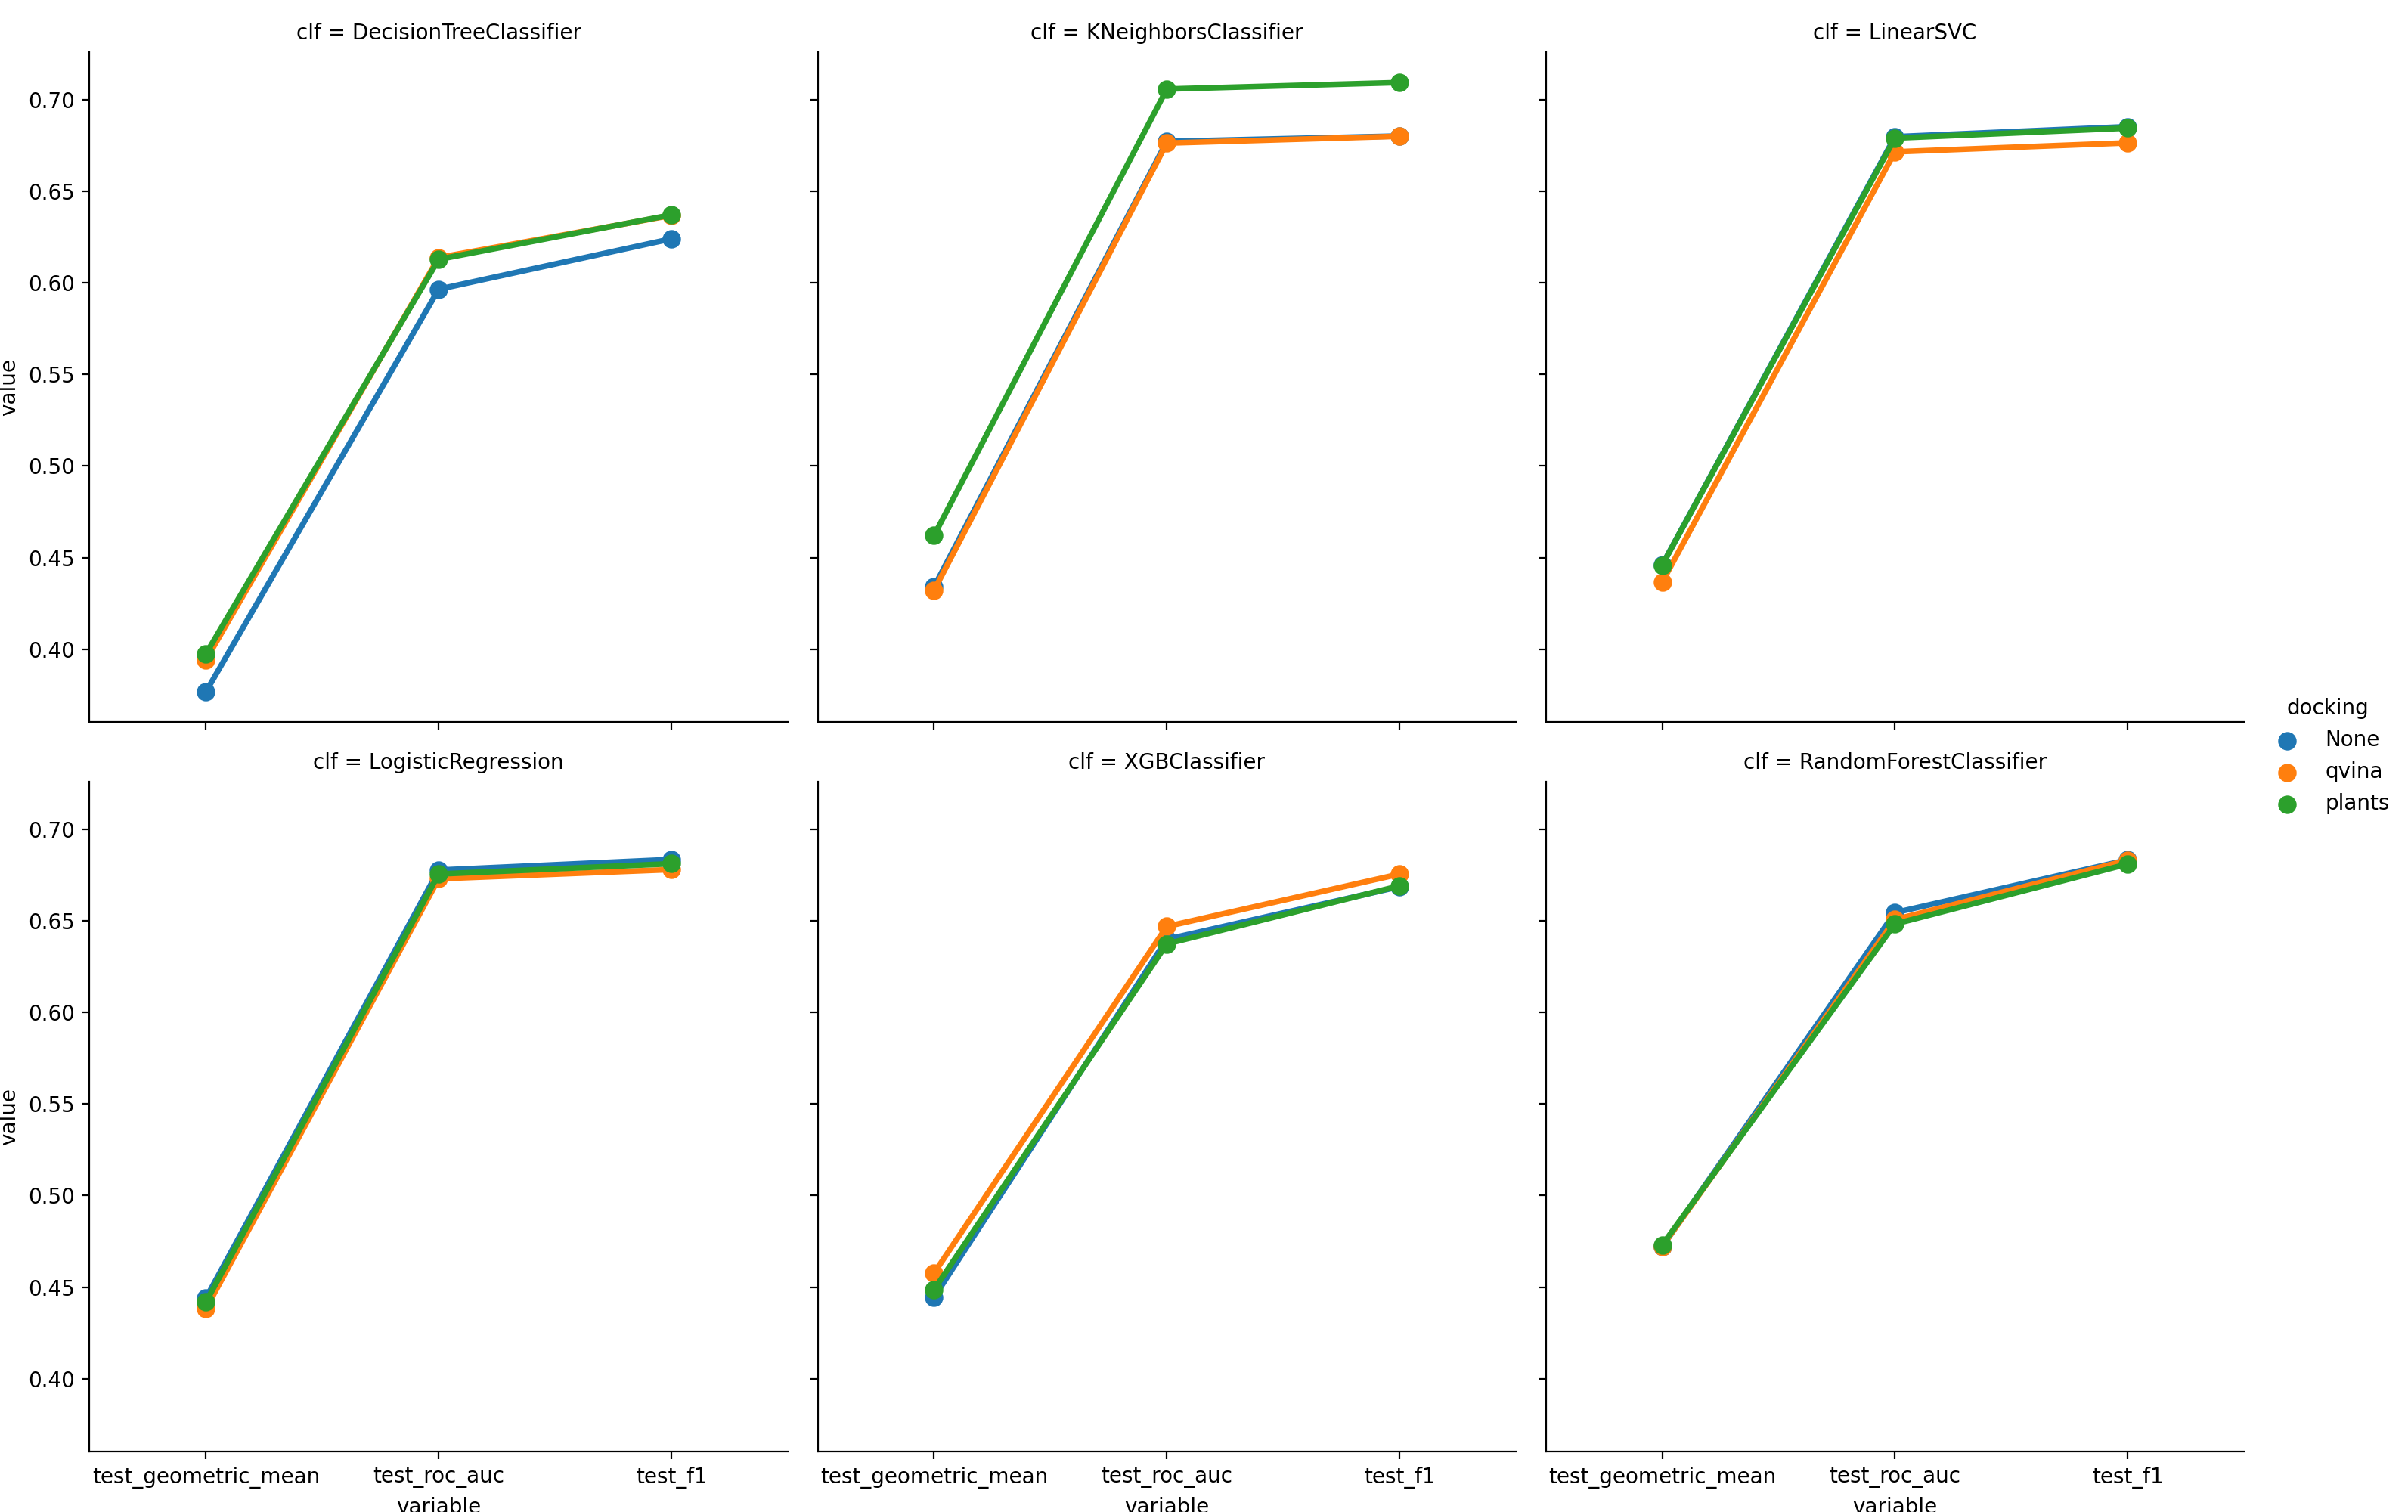 clf = DecisionTreeClassifier
clf = KNeighborsClassifier
clf = LinearSVC
0.70
0.65
0.60
0.55
0.50
0.45
0.40
value
docking
None
qvina
plants
clf = LogisticRegression
clf = XGBClassifier
clf = RandomForestClassifier
0.70
0.65
0.60
0.55
0.50
0.45
0.40
value
test_geometric_mean test_roc_auc test_f1
variable
test_geometric_mean test_roc_auc test_f1
variable
test_geometric_mean test_roc_auc test_f1
variable